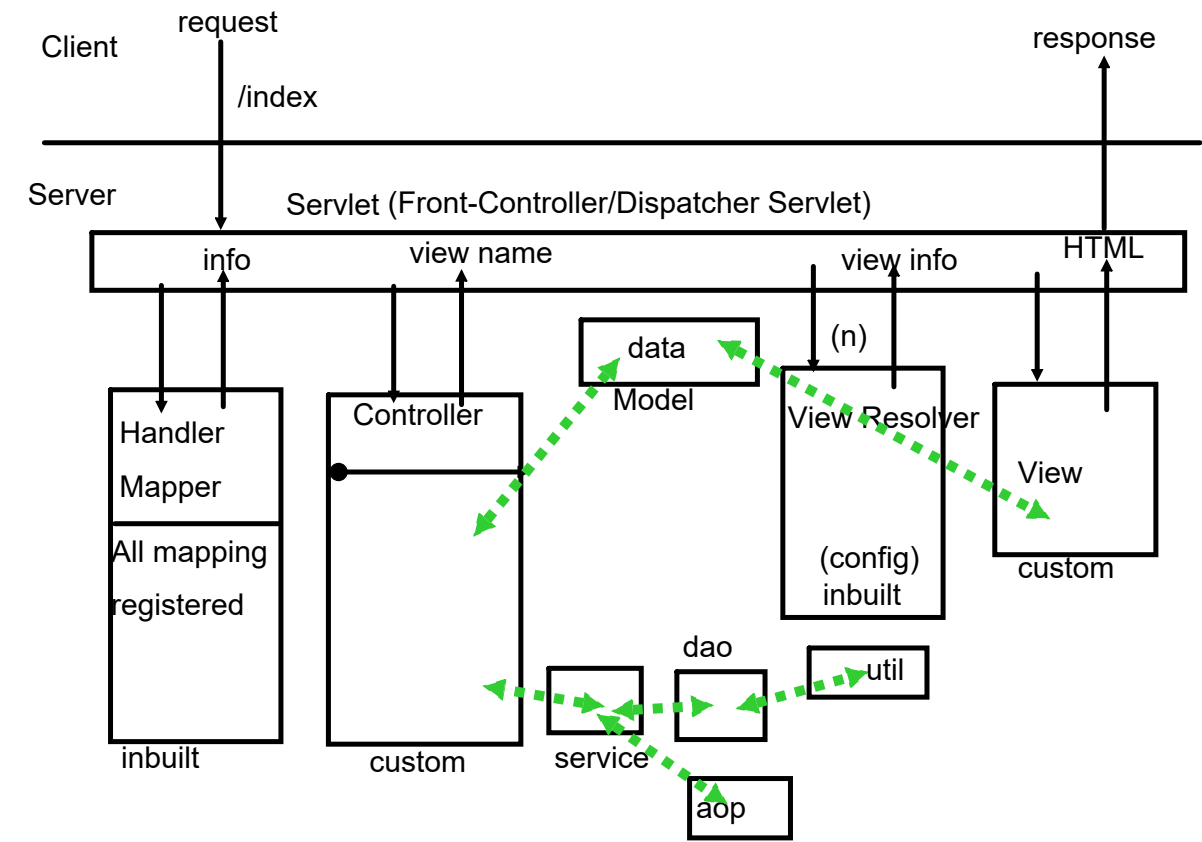 request
Client
response
/index
Server
Servlet (Front-Controller/Dispatcher Servlet)
info
view name
view info
HTML
(n)
data
Model
Handler
Mapper
All mapping
registered
inbuilt
Controller
custom
View Resolver
(config)
inbuilt
View
custom
service
dao
util
aop